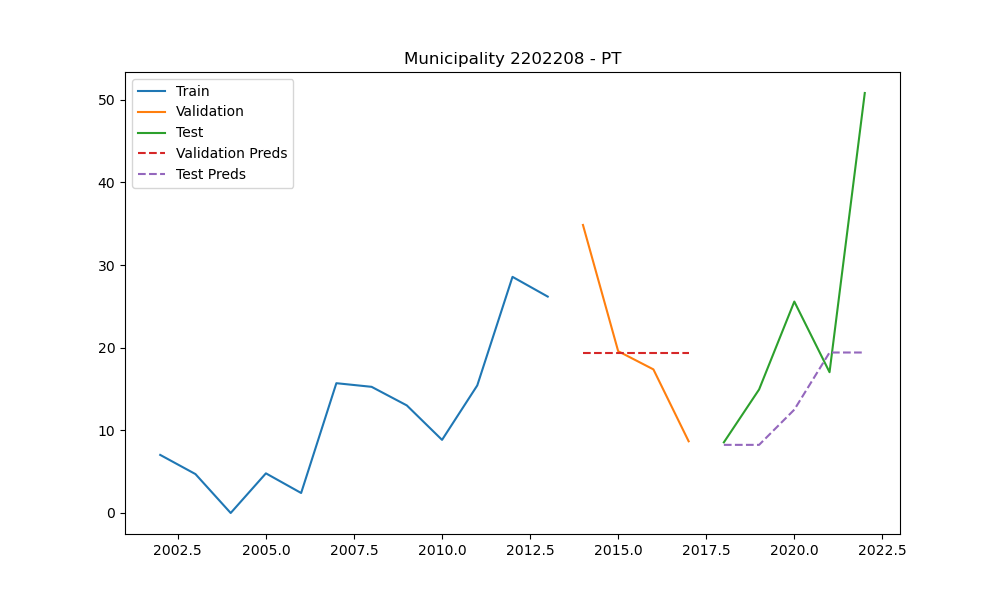 Municipality 2202208 - PT
Train
Validation
Test
Validation Preds
Test Preds
50
40
30
20
10
0
2002.5 2005.0 2007.5 2010.0 2012.5 2015.0 2017.5 2020.0 2022.5